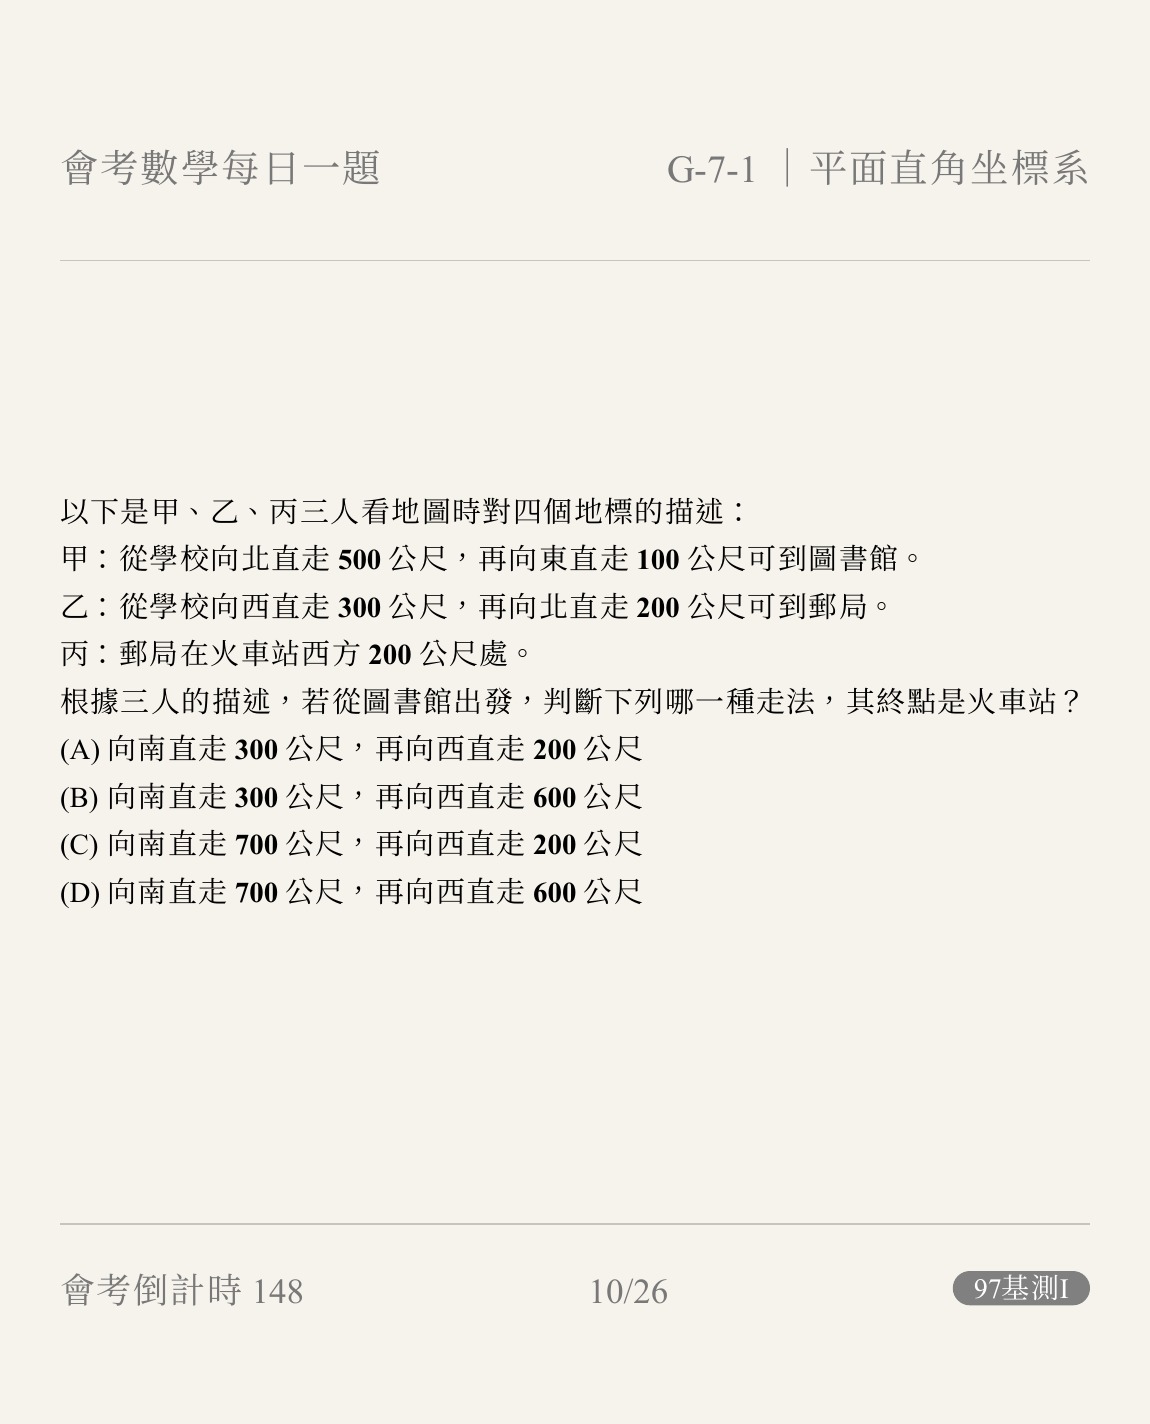 會考數學每日一題
G-7-1 | 平面直角坐標系
以下是甲、乙、丙三人看地圖時對四個地標的描述：
甲：從學校向北直走 500 公尺，再向東直走 100 公尺可到圖書館。
乙：從學校向西直走 300 公尺，再向北直走 200 公尺可到郵局。
丙：郵局在火車站西方 200 公尺處。
根據三人的描述，若從圖書館出發，判斷下列哪一種走法，其終點是火車站？
(A) 向南直走 300 公尺，再向西直走 200 公尺
(B) 向南直走 300 公尺，再向西直走 600 公尺
(C) 向南直走 700 公尺，再向西直走 200 公尺
(D) 向南直走 700 公尺，再向西直走 600 公尺
會考倒計時 148
10/26
97基測I